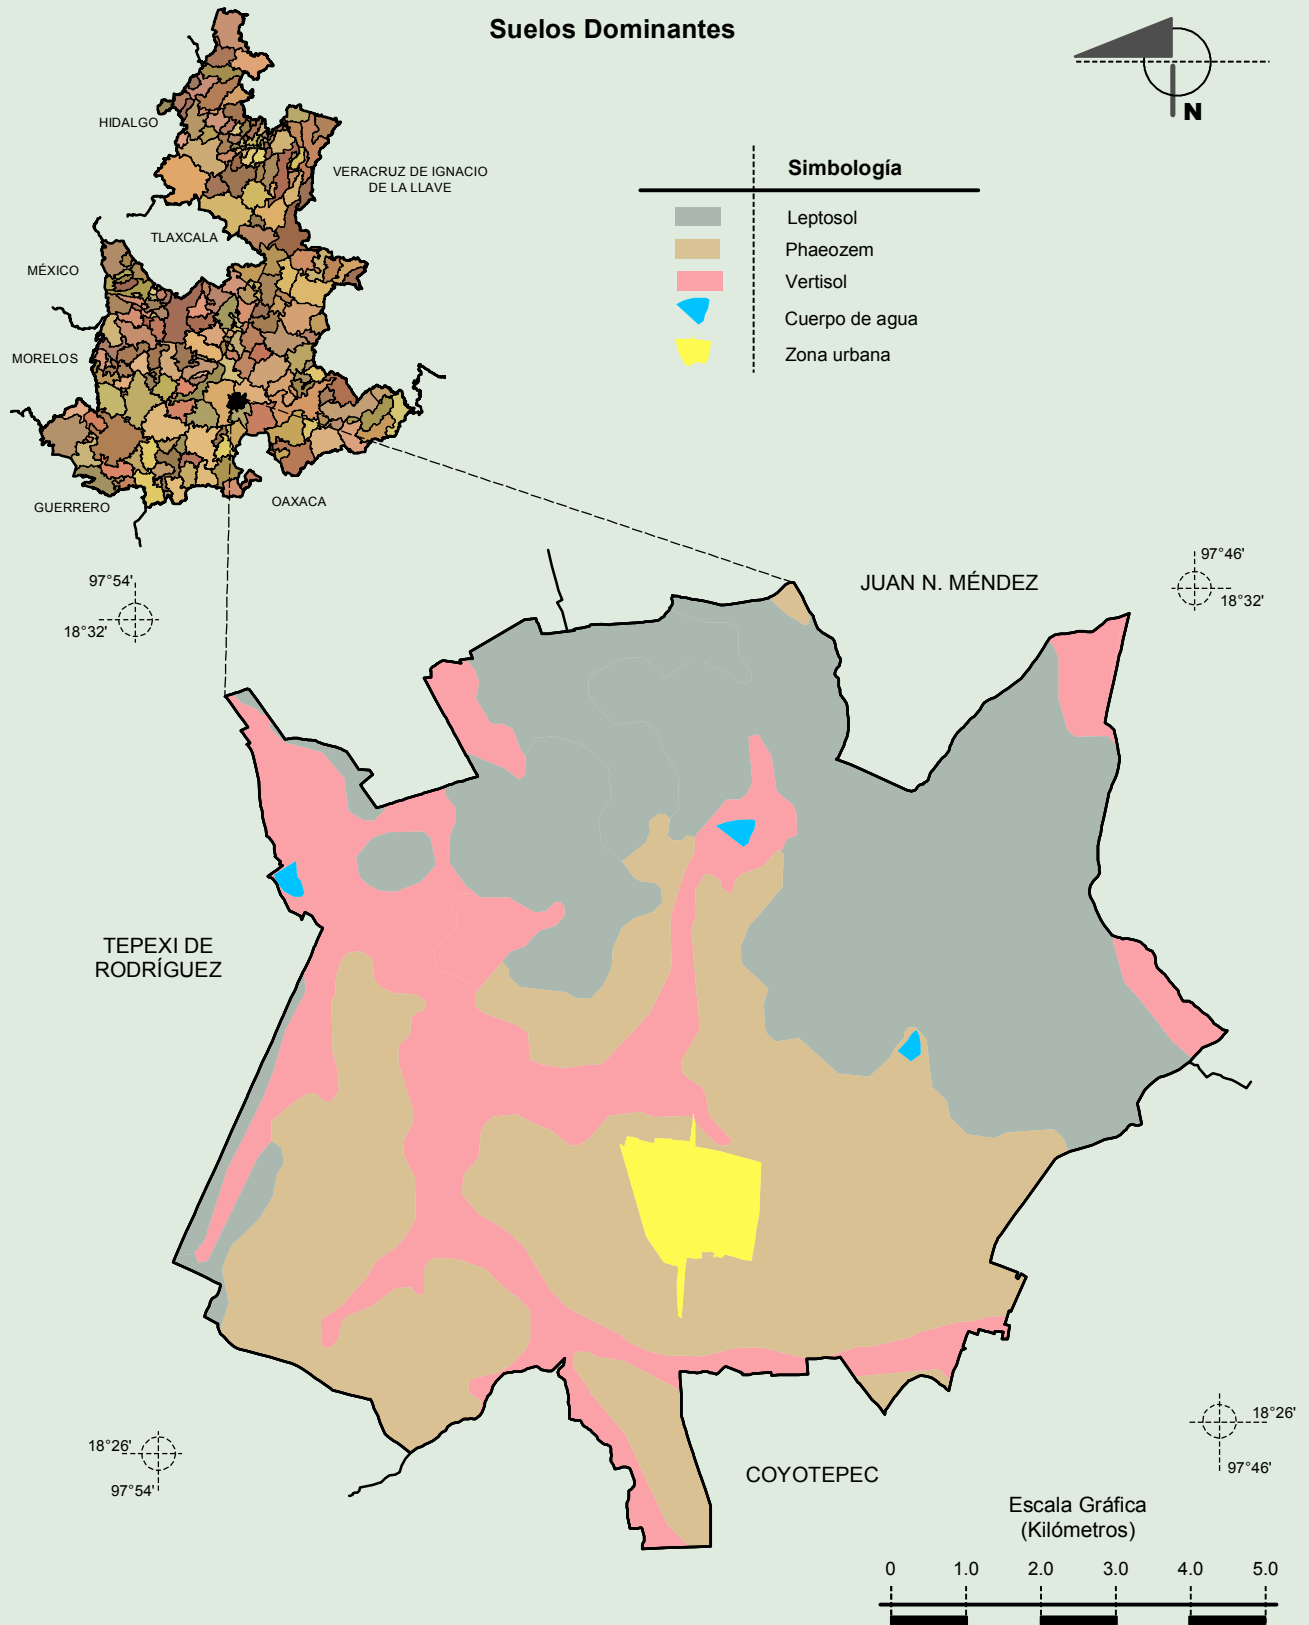 Suelos Dominantes
N
HIDALGO
VERACRUZ DE IGNACIO
DE LA LLAVE
TLAXCALA
MÉXICO
MORELOS
GUERRERO
OAXACA
Simbología
Leptosol
Phaeozem
Vertisol
Cuerpo de agua
Zona urbana
97°54'
18°32'
JUAN N. MÉNDEZ
97°46'
18°32'
TEPEXI DE
RODRÍGUEZ
18°26'
97°54'
COYOTEPEC
18°26'
97°46'
Escala Gráfica
(Kilómetros)
0 1.0 2.0 3.0 4.0 5.0